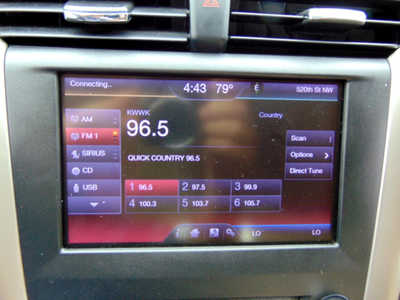 Connecting.. 4:43 79° E 520th St NW
AM KWWK Country
FM 1 96.5 Scan
SIRIUS QUICK COUNTRY 96.5 Options >
CD Direct Tune
USB 1 96.5 2 97.5 3 99.9
4 100.3 5 103.7 6 105.7
LO LO